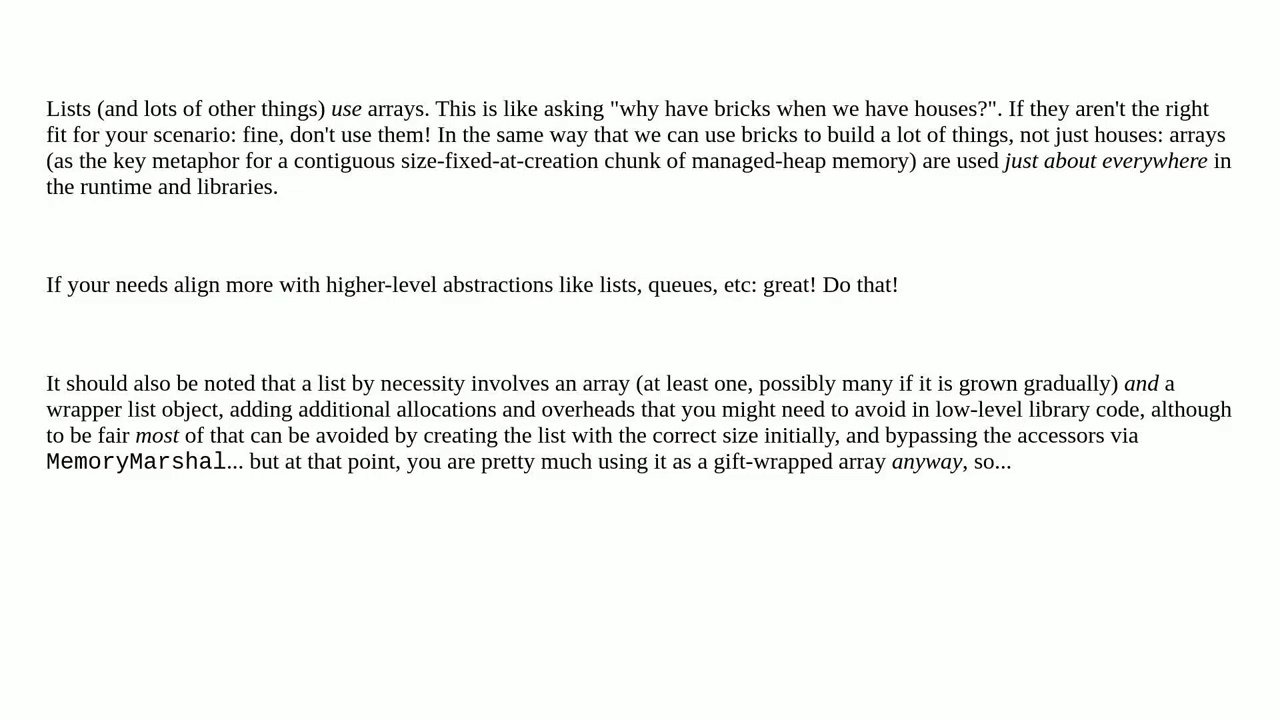 Lists (and lots of other things) use arrays. This is like asking "why have bricks when we have houses?". If they aren't the right
fit for your scenario: fine, don't use them! In the same way that we can use bricks to build a lot of things, not just houses: arrays
(as the key metaphor for a contiguous size-fixed-at-creation chunk of managed-heap memory) are used just about everywhere in
the runtime and libraries.
If your needs align more with higher-level abstractions like lists, queues, etc: great! Do that!
It should also be noted that a list by necessity involves an array (at least one, possibly many if it is grown gradually) and a
wrapper list object, adding additional allocations and overheads that you might need to avoid in low-level library code, although
to be fair most of that can be avoided by creating the list with the correct size initially, and bypassing the accessors via
MemoryMarshal... but at that point, you are pretty much using it as a gift-wrapped array anyway, so...